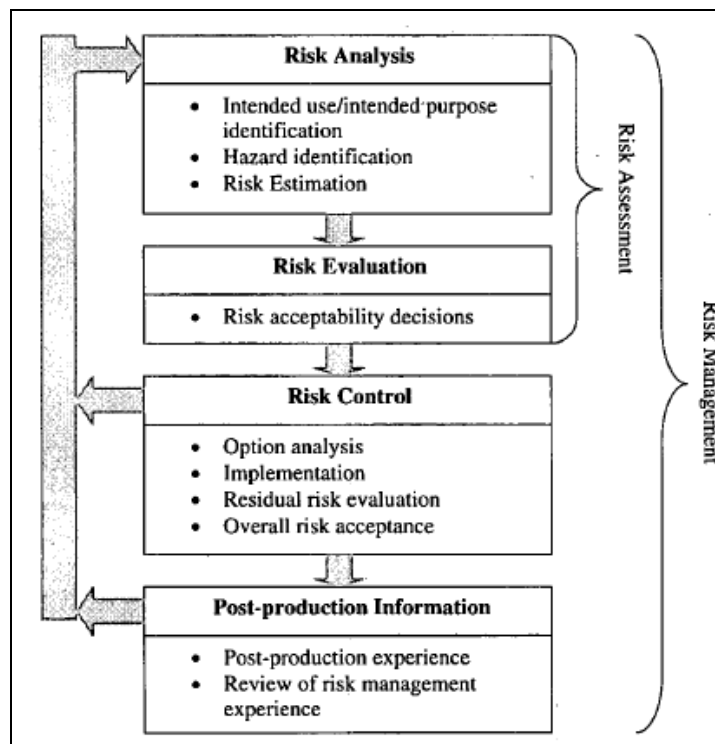 Risk Analysis
• Intended use/intended purpose
identification
• Hazard identification
• Risk Estimation
Risk Evaluation
• Risk acceptability decisions
Risk Control
• Option analysis
• Implementation
• Residual risk evaluation
• Overall risk acceptance
Post-production Information
• Post-production experience
• Review of risk management
experience
Risk Assessment
Risk Management